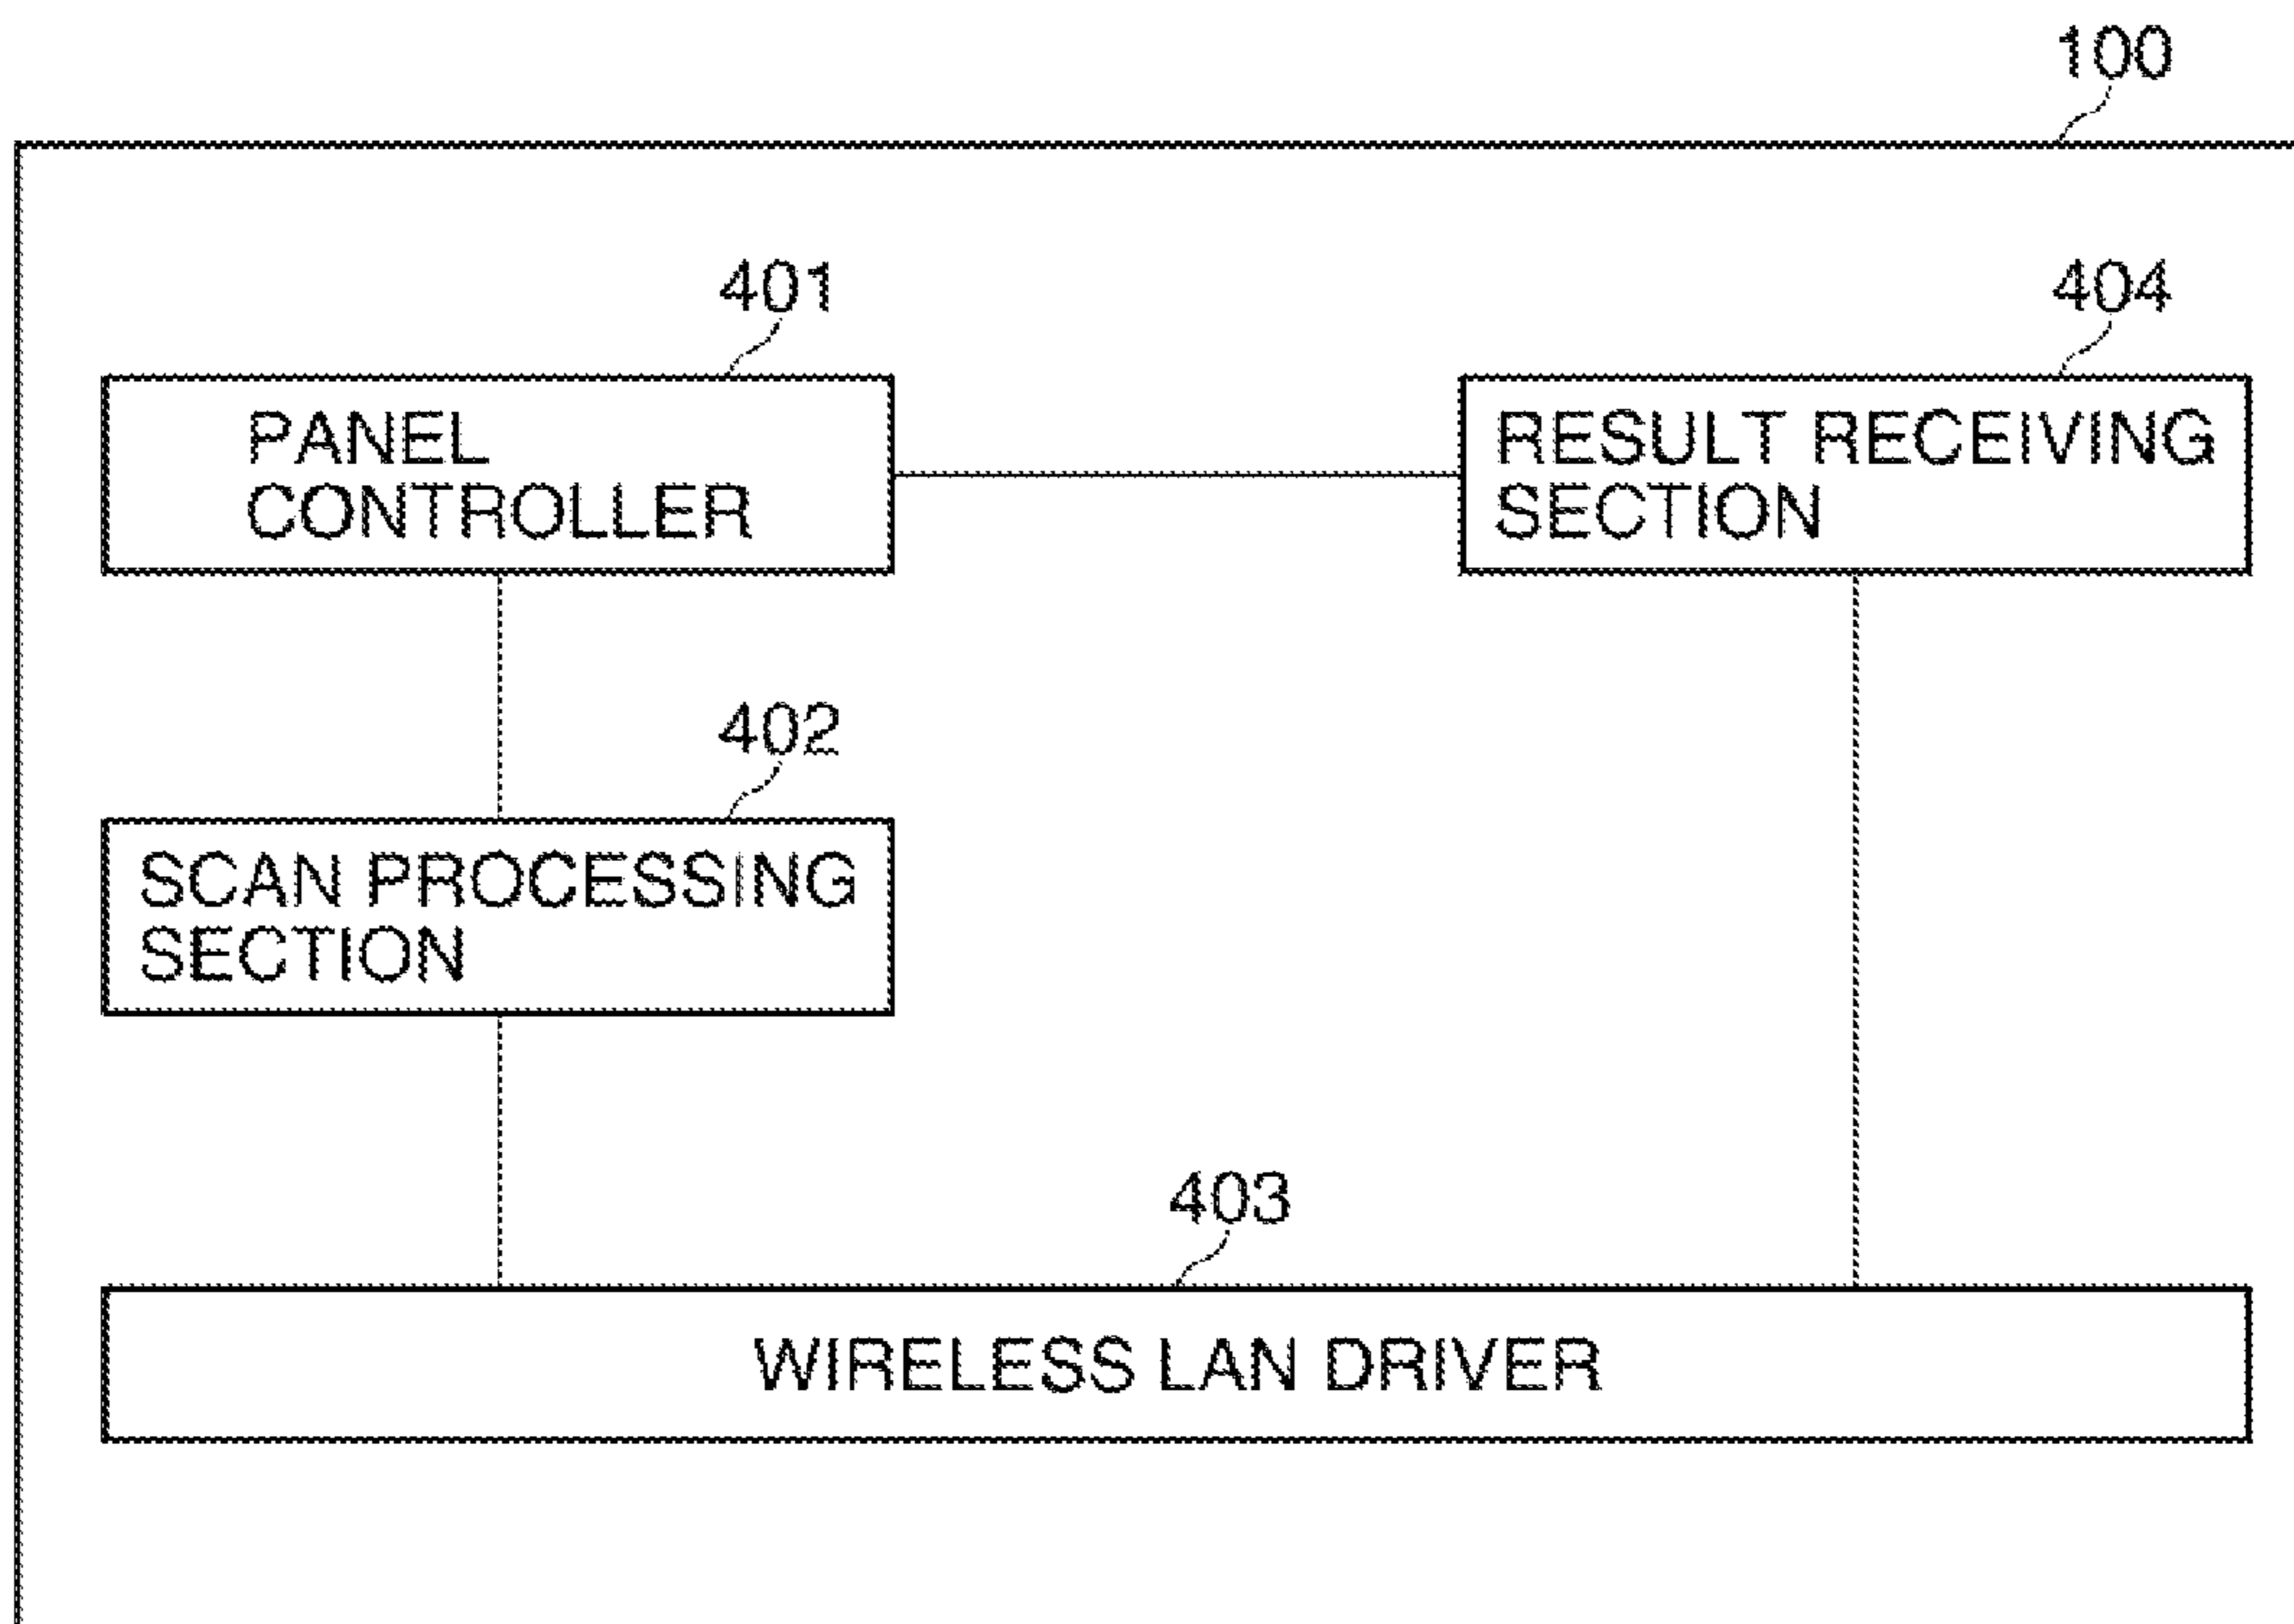 100
401
404
PANEL
CONTROLLER
RESULT RECEIVING
SECTION
402
SCAN PROCESSING
SECTION
403
WIRELESS LAN DRIVER